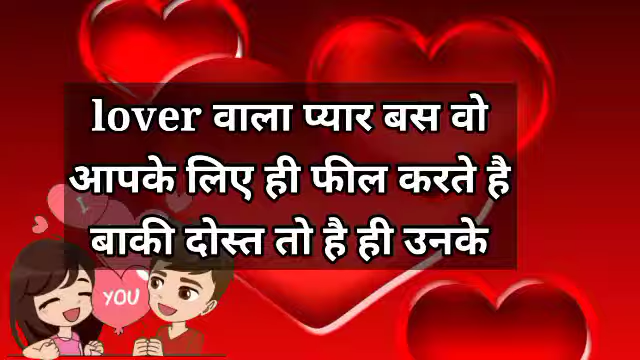 lover वाला प्यार बस वो
आपके लिए ही फील करते है
बाकी दोस्त तो है ही उनके
I
YOU